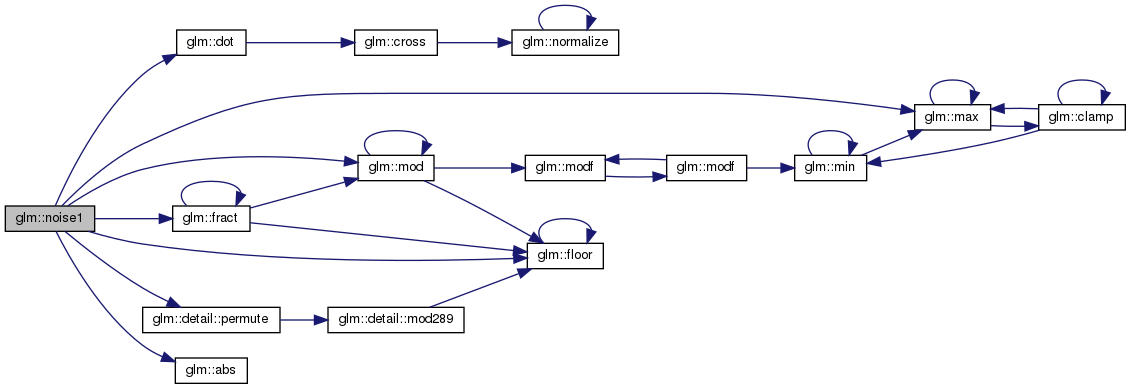 glm::dot
glm::cross
glm::normalize
glm::max
glm::clamp
glm::mod
glm::modf
glm::modf
glm::min
glm::noise1
glm::fract
glm::floor
glm::detail::permute
glm::detail::mod289
glm::abs